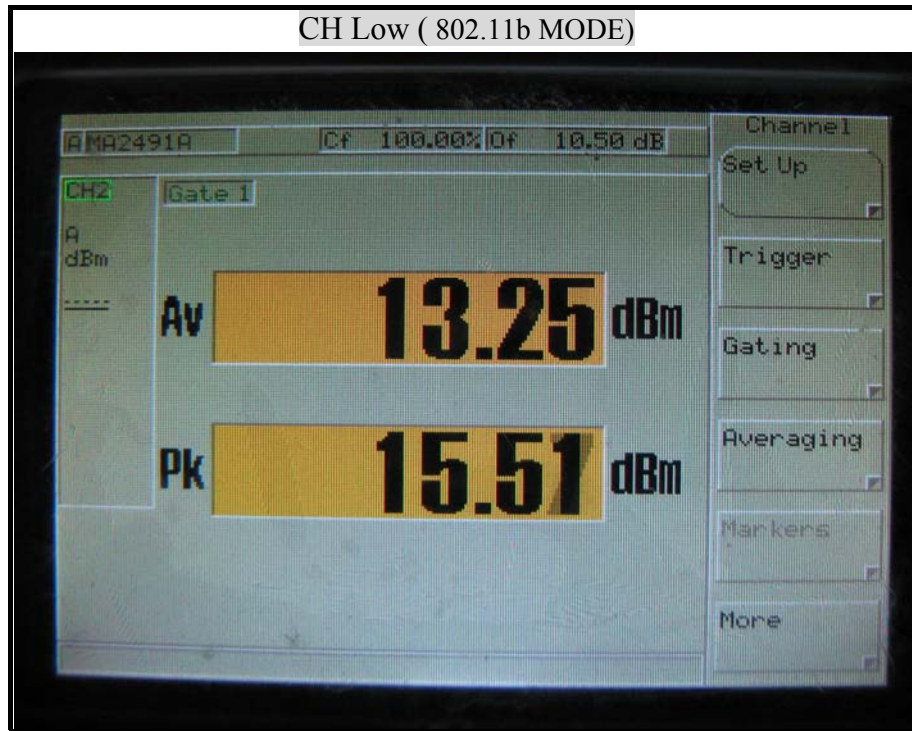 CH Low ( 802.11b MODE)
A MA2491A Cf 100.00% Of 10.50 dB
Channel
Set Up
CH2 Gate 1
A
dBm
-----
Trigger
Av 13.25 dBm
Gating
Averaging
Pk 15.51 dBm
Markers
More